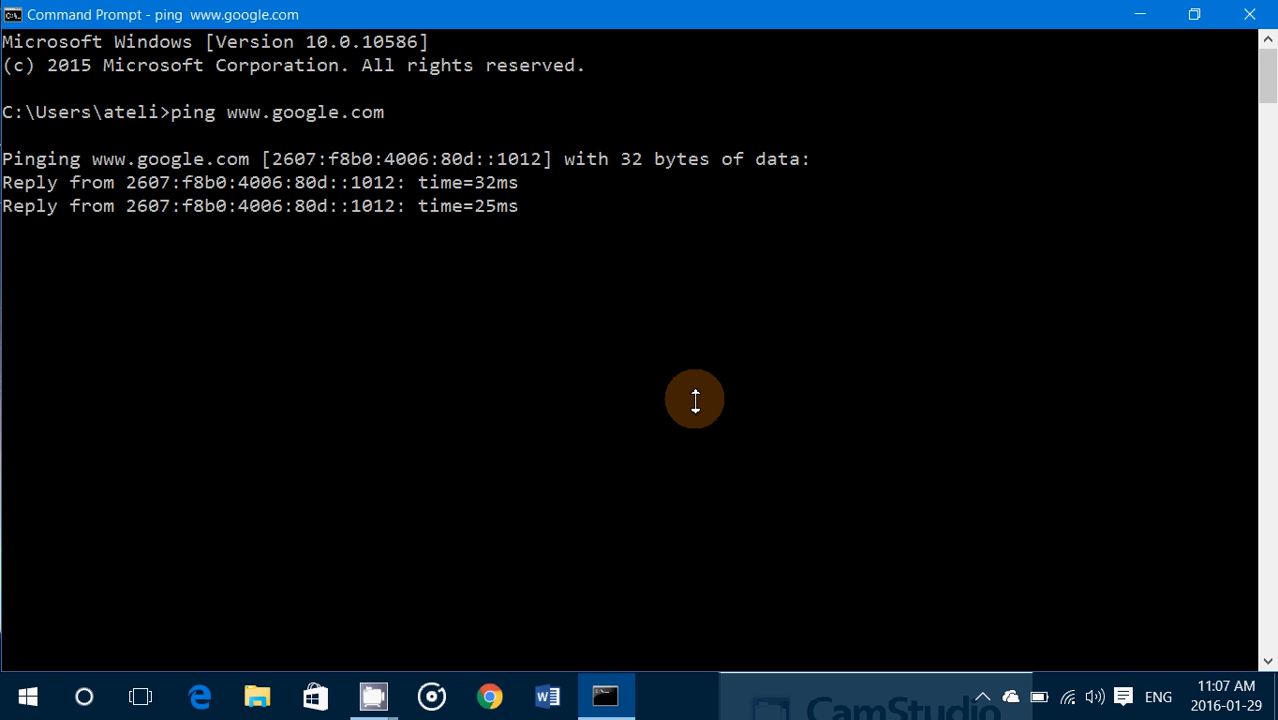 Command Prompt - ping  www.google.com
Microsoft Windows [Version 10.0.10586]
(c) 2015 Microsoft Corporation. All rights reserved.
C:\Users\ateli>ping www.google.com
Pinging www.google.com [2607:f8b0:4006:80d::1012] with 32 bytes of data:
Reply from 2607:f8b0:4006:80d::1012: time=32ms
Reply from 2607:f8b0:4006:80d::1012: time=25ms
CamStudio
ENG
11:07 AM
2016-01-29